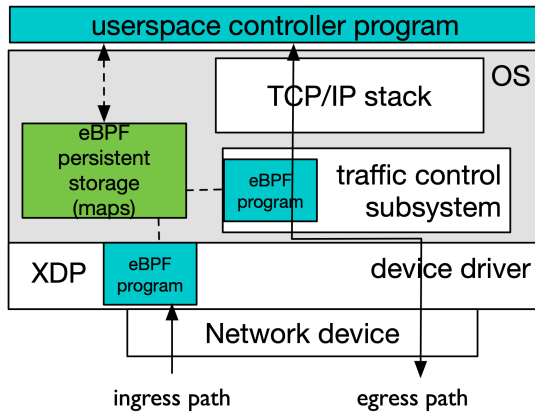 userspace controller program
OS
TCP/IP stack
eBPF
persistent
storage
(maps)
eBPF
program
traffic control
subsystem
XDP
eBPF
program
device driver
Network device
ingress path
egress path